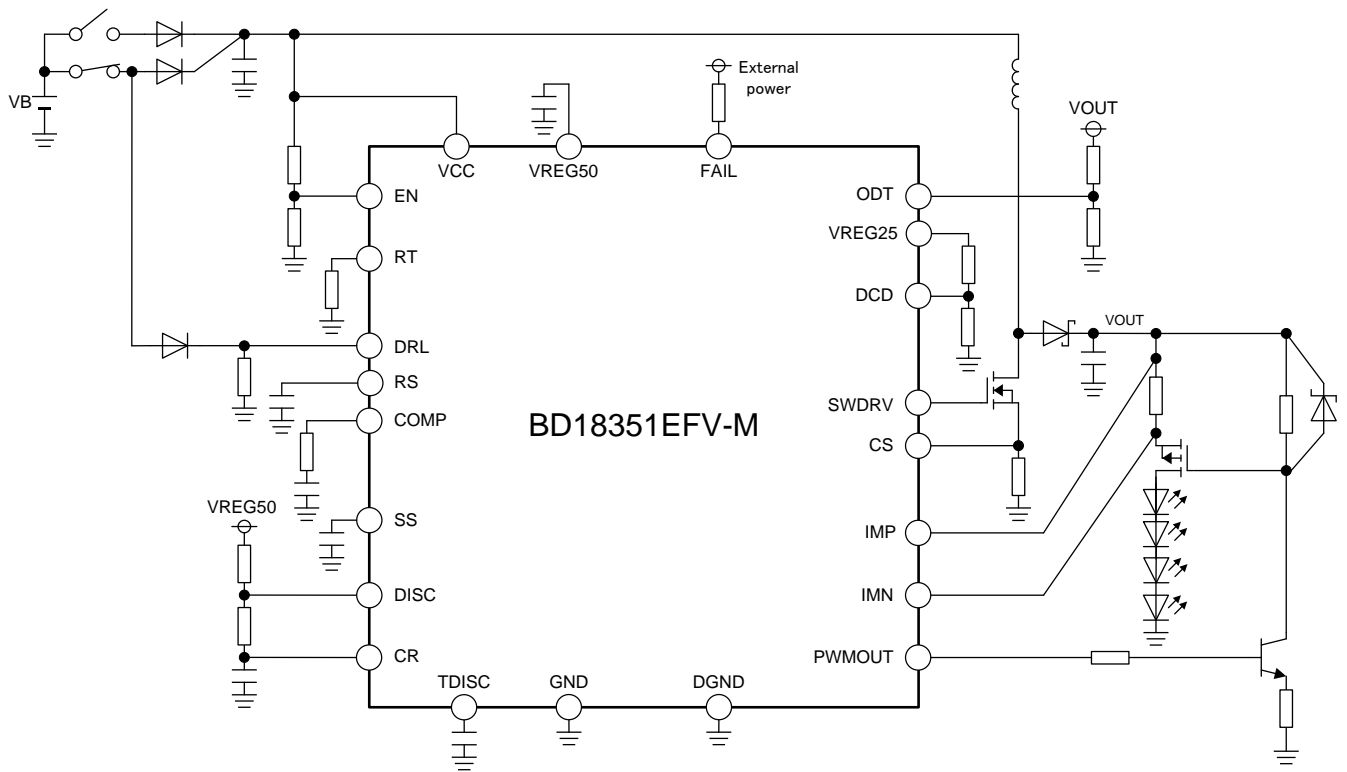 External
power
VB
VOUT
VCC
VREG50
FAIL
EN
ODT
VREG25
RT
DCD
VOUT
DRL
RS
SWDRV
COMP
BD18351EFV-M
CS
VREG50
SS
IMP
DISC
IMN
CR
PWMOUT
TDISC
GND
DGND